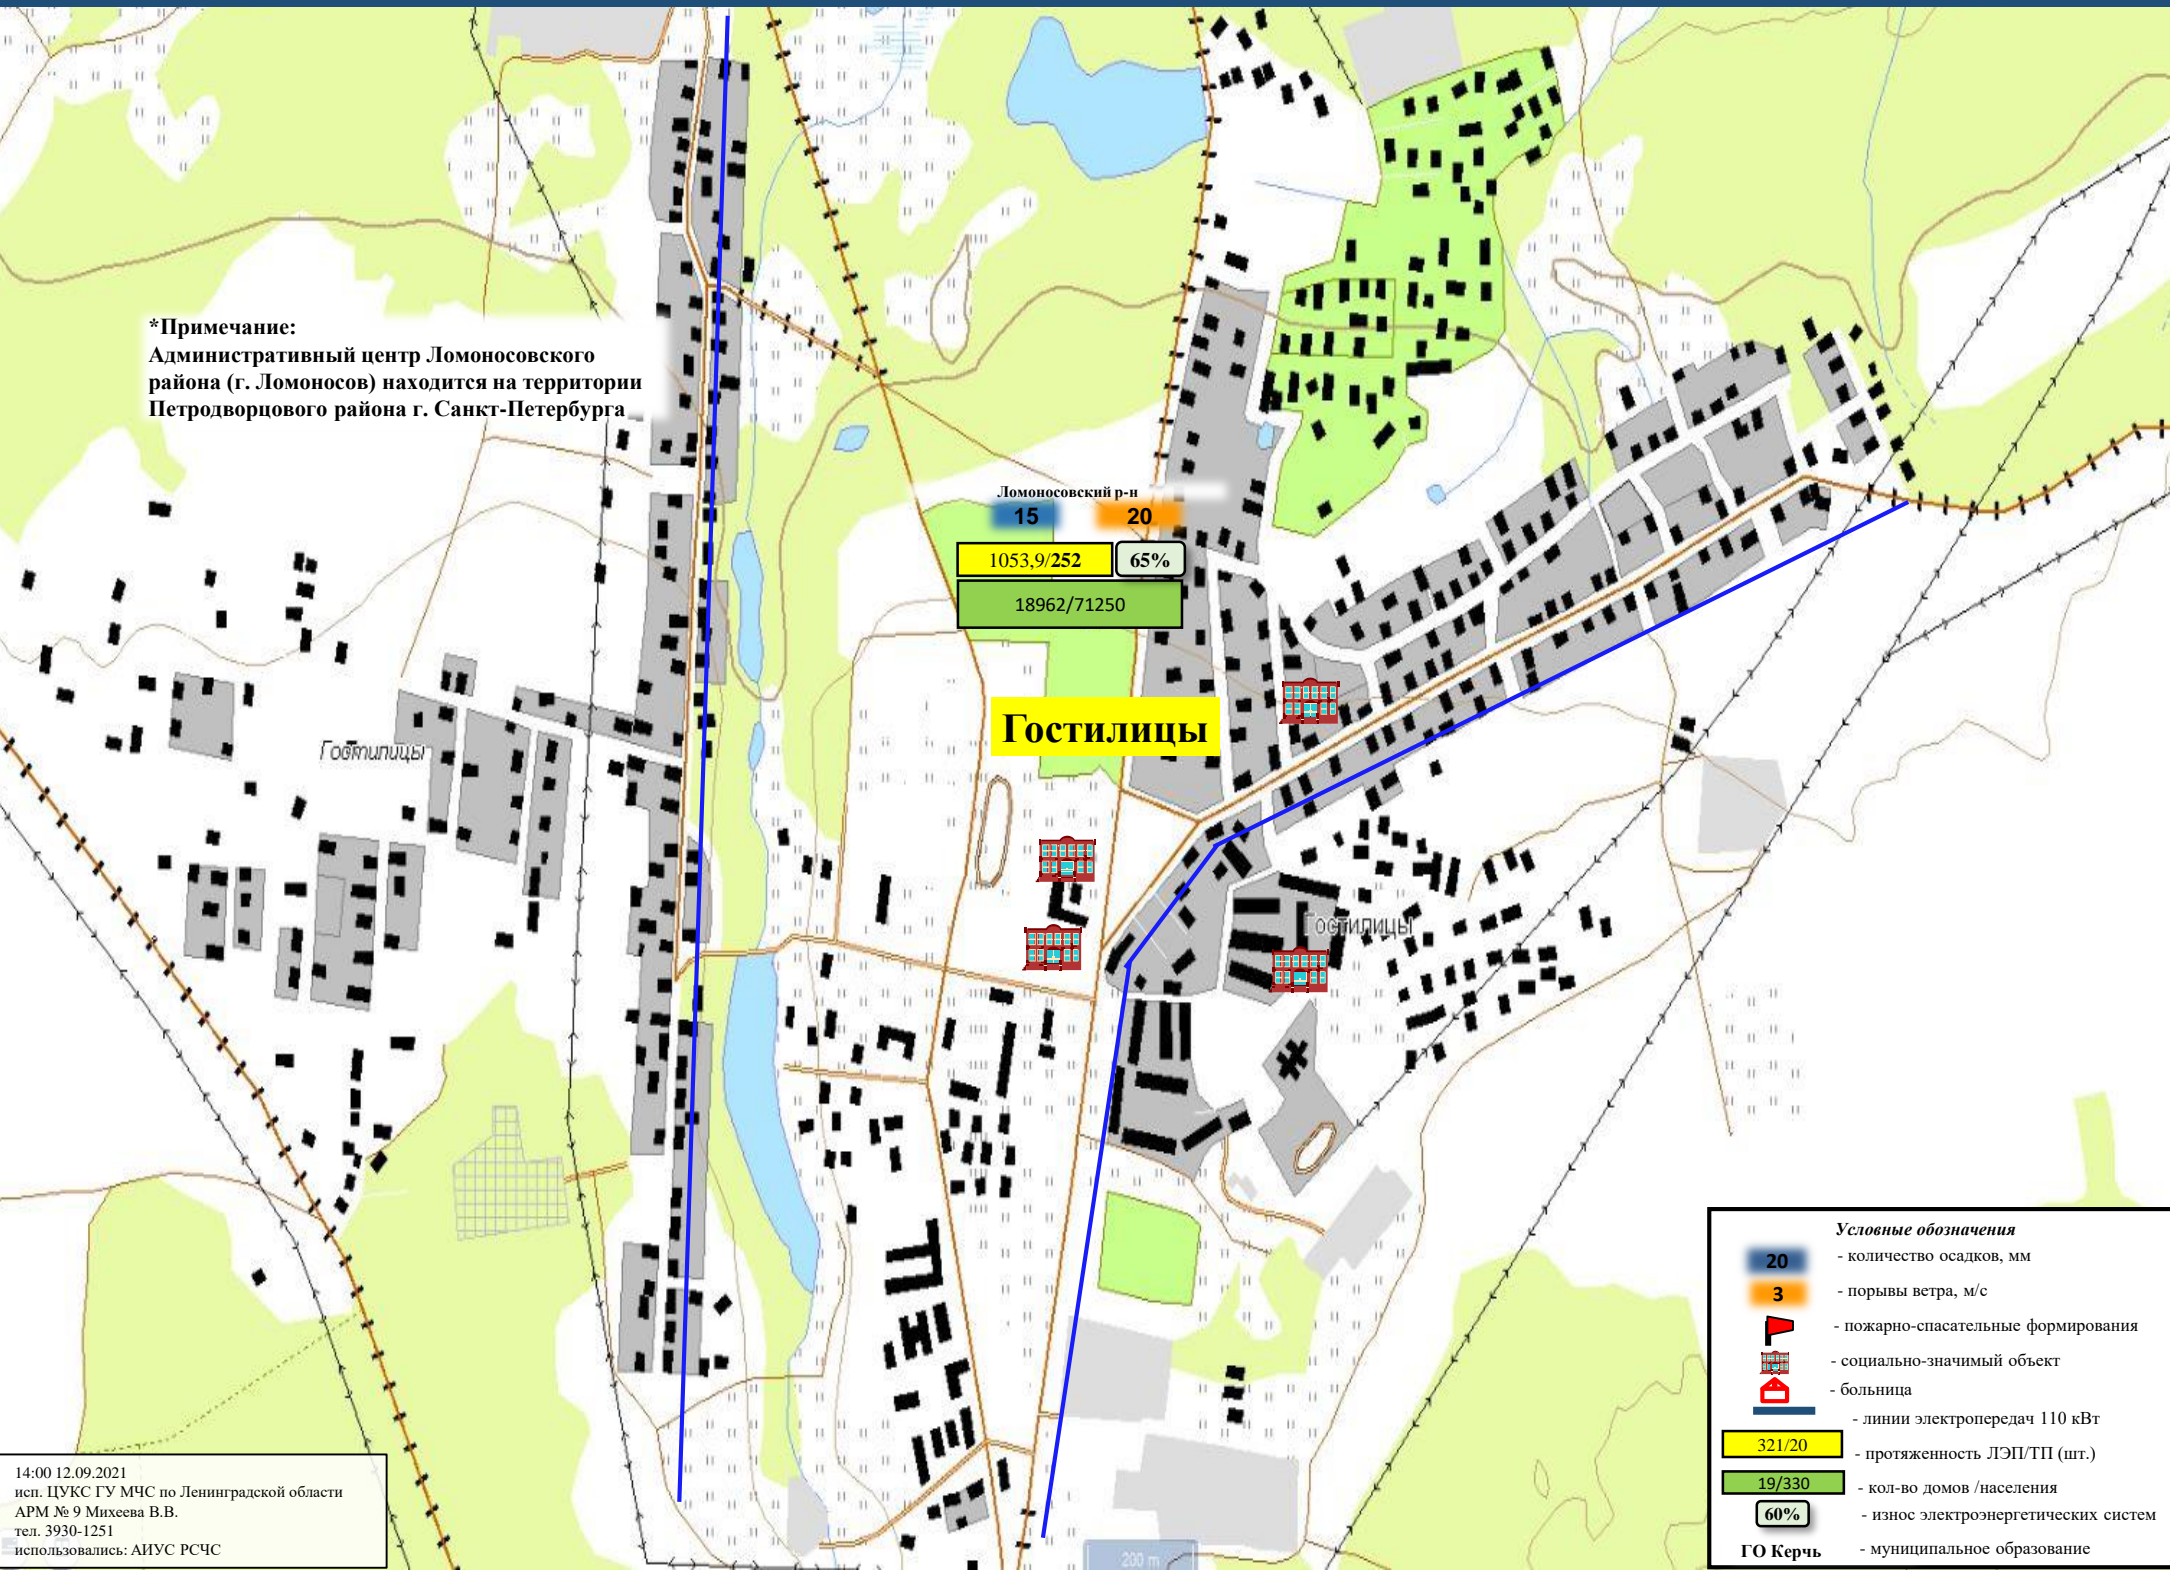 *Примечание:
Административный центр Ломоносовского
района (г. Ломоносов) находится на территории
Петродворцового района г. Санкт-Петербурга
Ломоносовский р-н
15 20
1053,9/252 65%
18962/71250
Гостилицы
Гостилицы
Гостилицы
Условные обозначения
20 - количество осадков, мм
3 - порывы ветра, м/с
- пожарно-спасательные формирования
- социально-значимый объект
- больница
- линии электропередач 110 кВт
321/20 - протяженность ЛЭП/ТП (шт.)
19/330 - кол-во домов /населения
60% - износ электроэнергетических систем
ГО Керчь - муниципальное образование
14:00 12.09.2021
исп. ЦУКС ГУ МЧС по Ленинградской области
АРМ № 9 Михеева В.В.
тел. 3930-1251
использовались: АИУС РСЧС
200 m